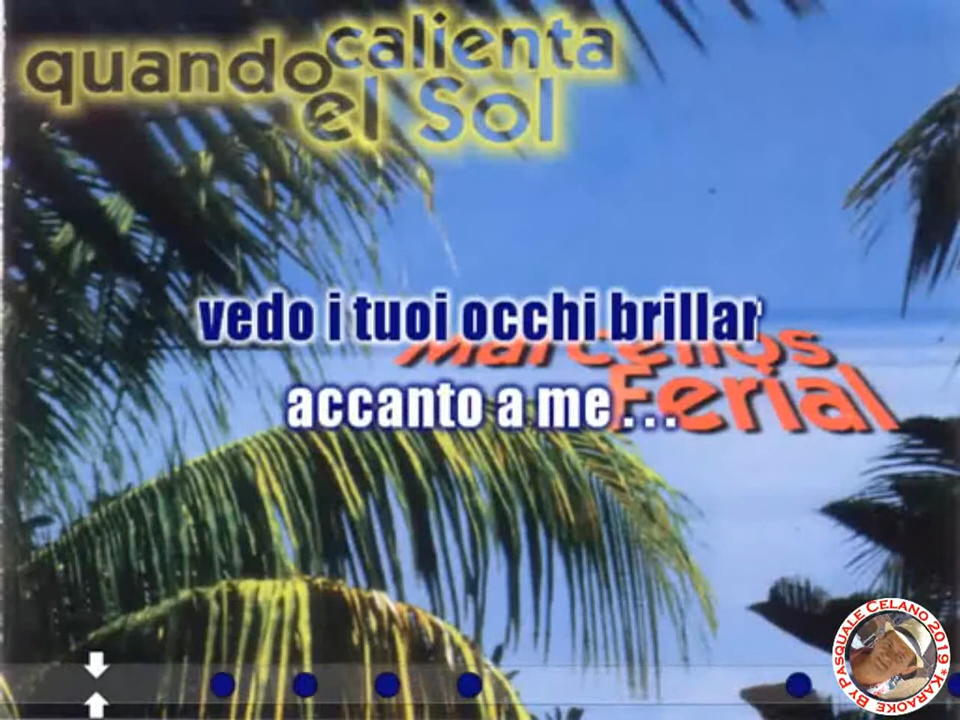 quando calienta
el Sol
vedo i tuoi occhi brillar
Marcellos
accanto a me . . .
Ferial
KARAOKE BY PASQUALE CELANO 2019 *